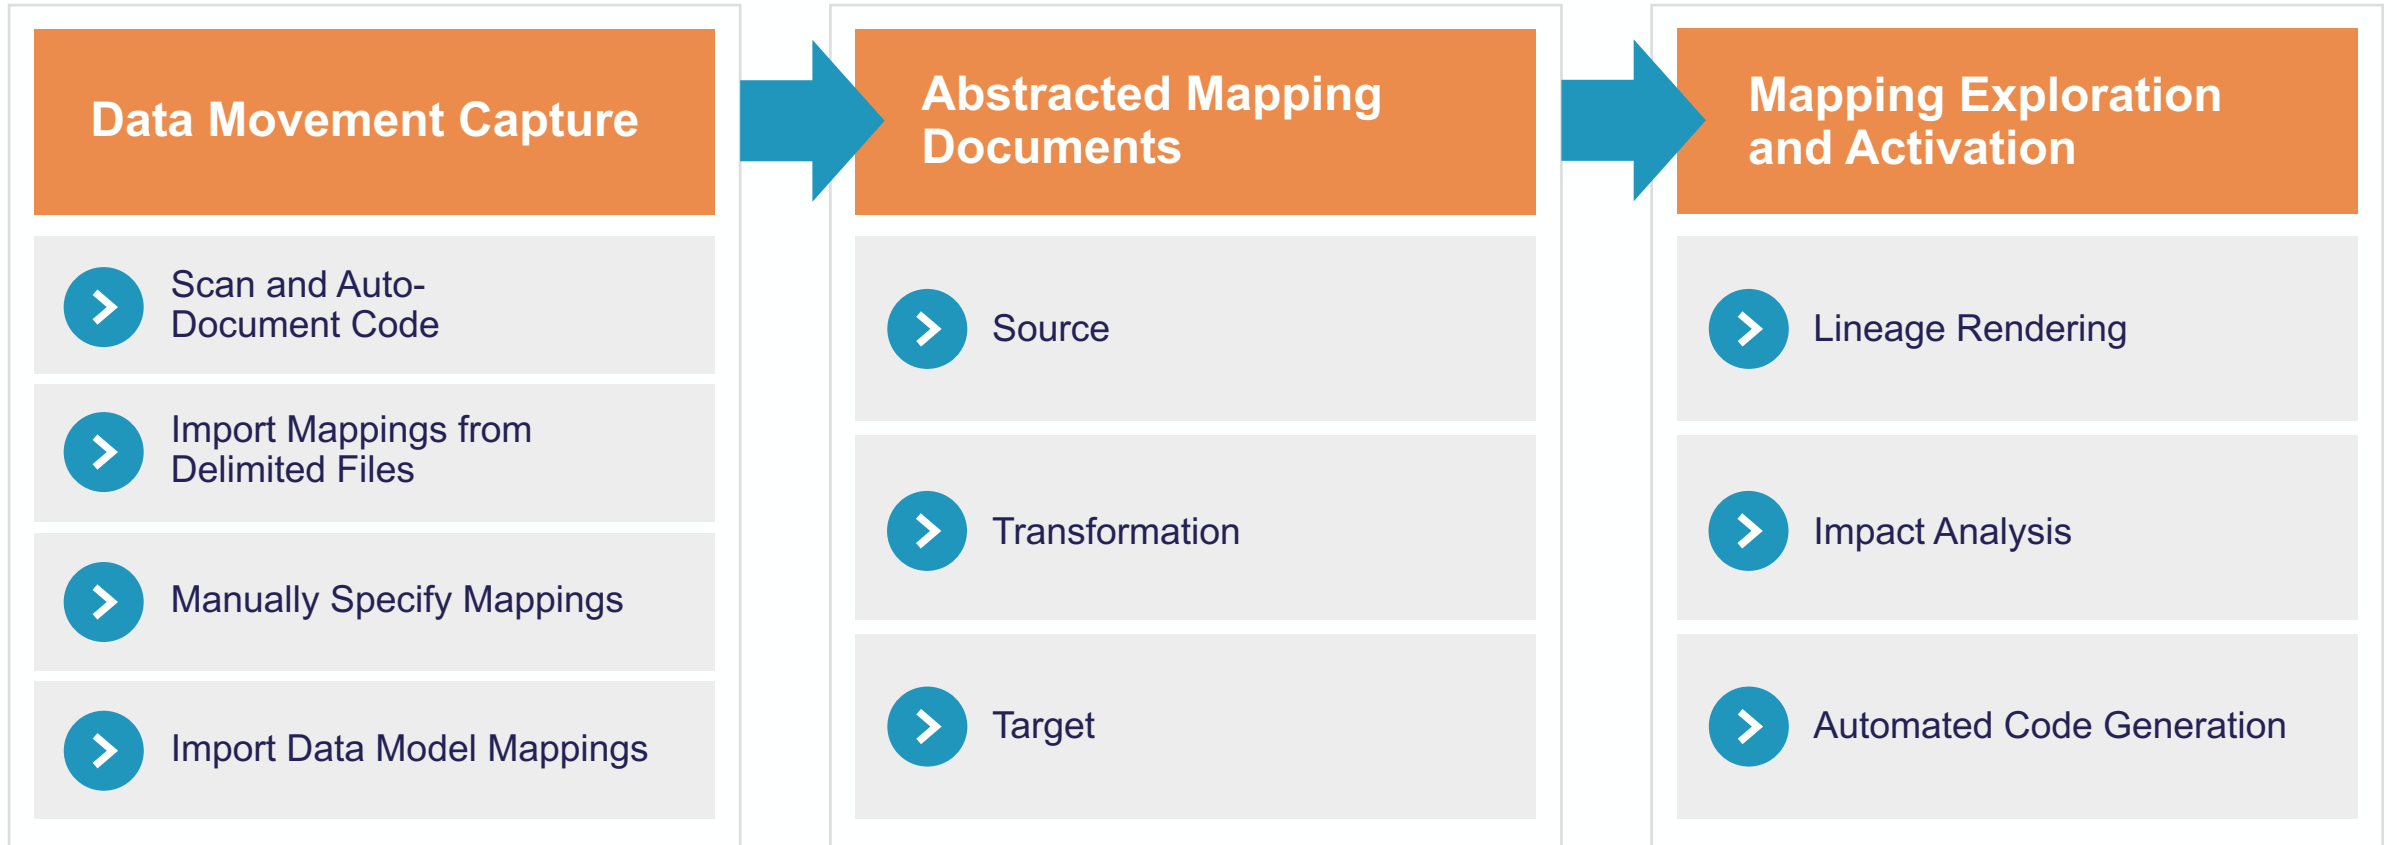 Data Movement Capture
Scan and Auto-
Document Code
Import Mappings from
Delimited Files
Manually Specify Mappings
Import Data Model Mappings
Abstracted Mapping
Documents
Source
Transformation
Target
Mapping Exploration
and Activation
Lineage Rendering
Impact Analysis
Automated Code Generation